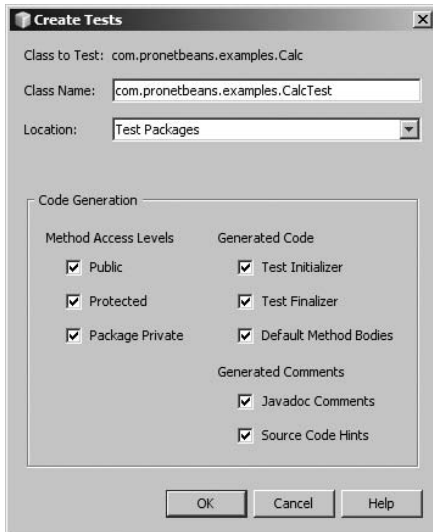 Create Tests
Class to Test: com.pronetbeans.examples.Calc
Class Name: com.pronetbeans.examples.CalcTest
Location: Test Packages
Code Generation
Method Access Levels
Public
Protected
Package Private
Generated Code
Test Initializer
Test Finalizer
Default Method Bodies
Generated Comments
Javadoc Comments
Source Code Hints
OK
Cancel
Help